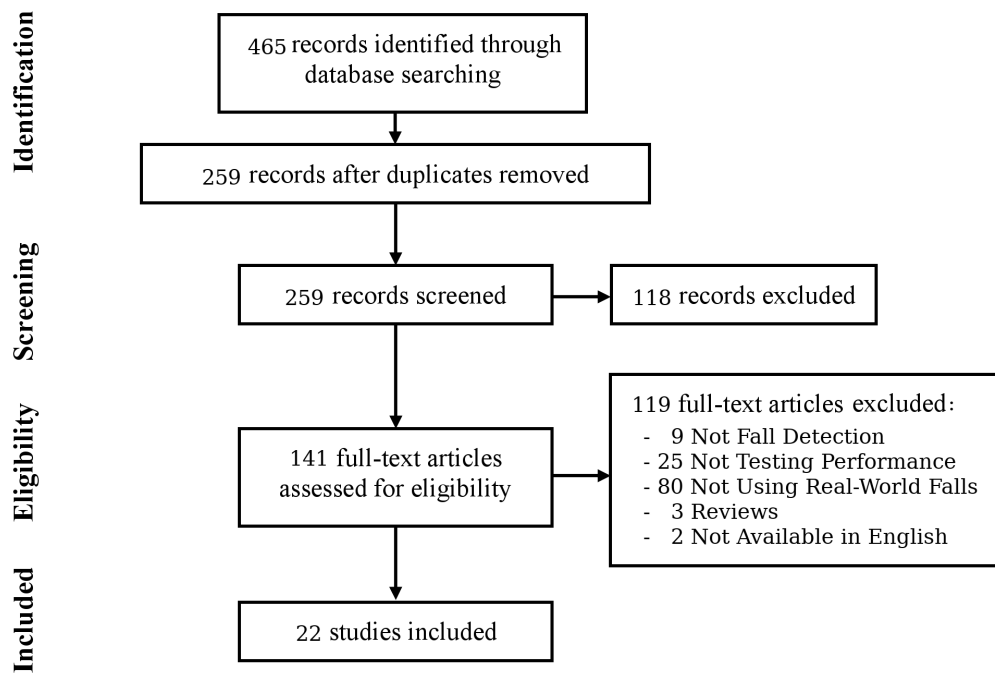 Identification
465 records identified through
database searching
259 records after duplicates removed
Screening
259 records screened
118 records excluded
Eligibility
141 full-text articles
assessed for eligibility
119 full-text articles excluded:
- 9 Not Fall Detection
- 25 Not Testing Performance
- 80 Not Using Real-World Falls
- 3 Reviews
- 2 Not Available in English
Included
22 studies included